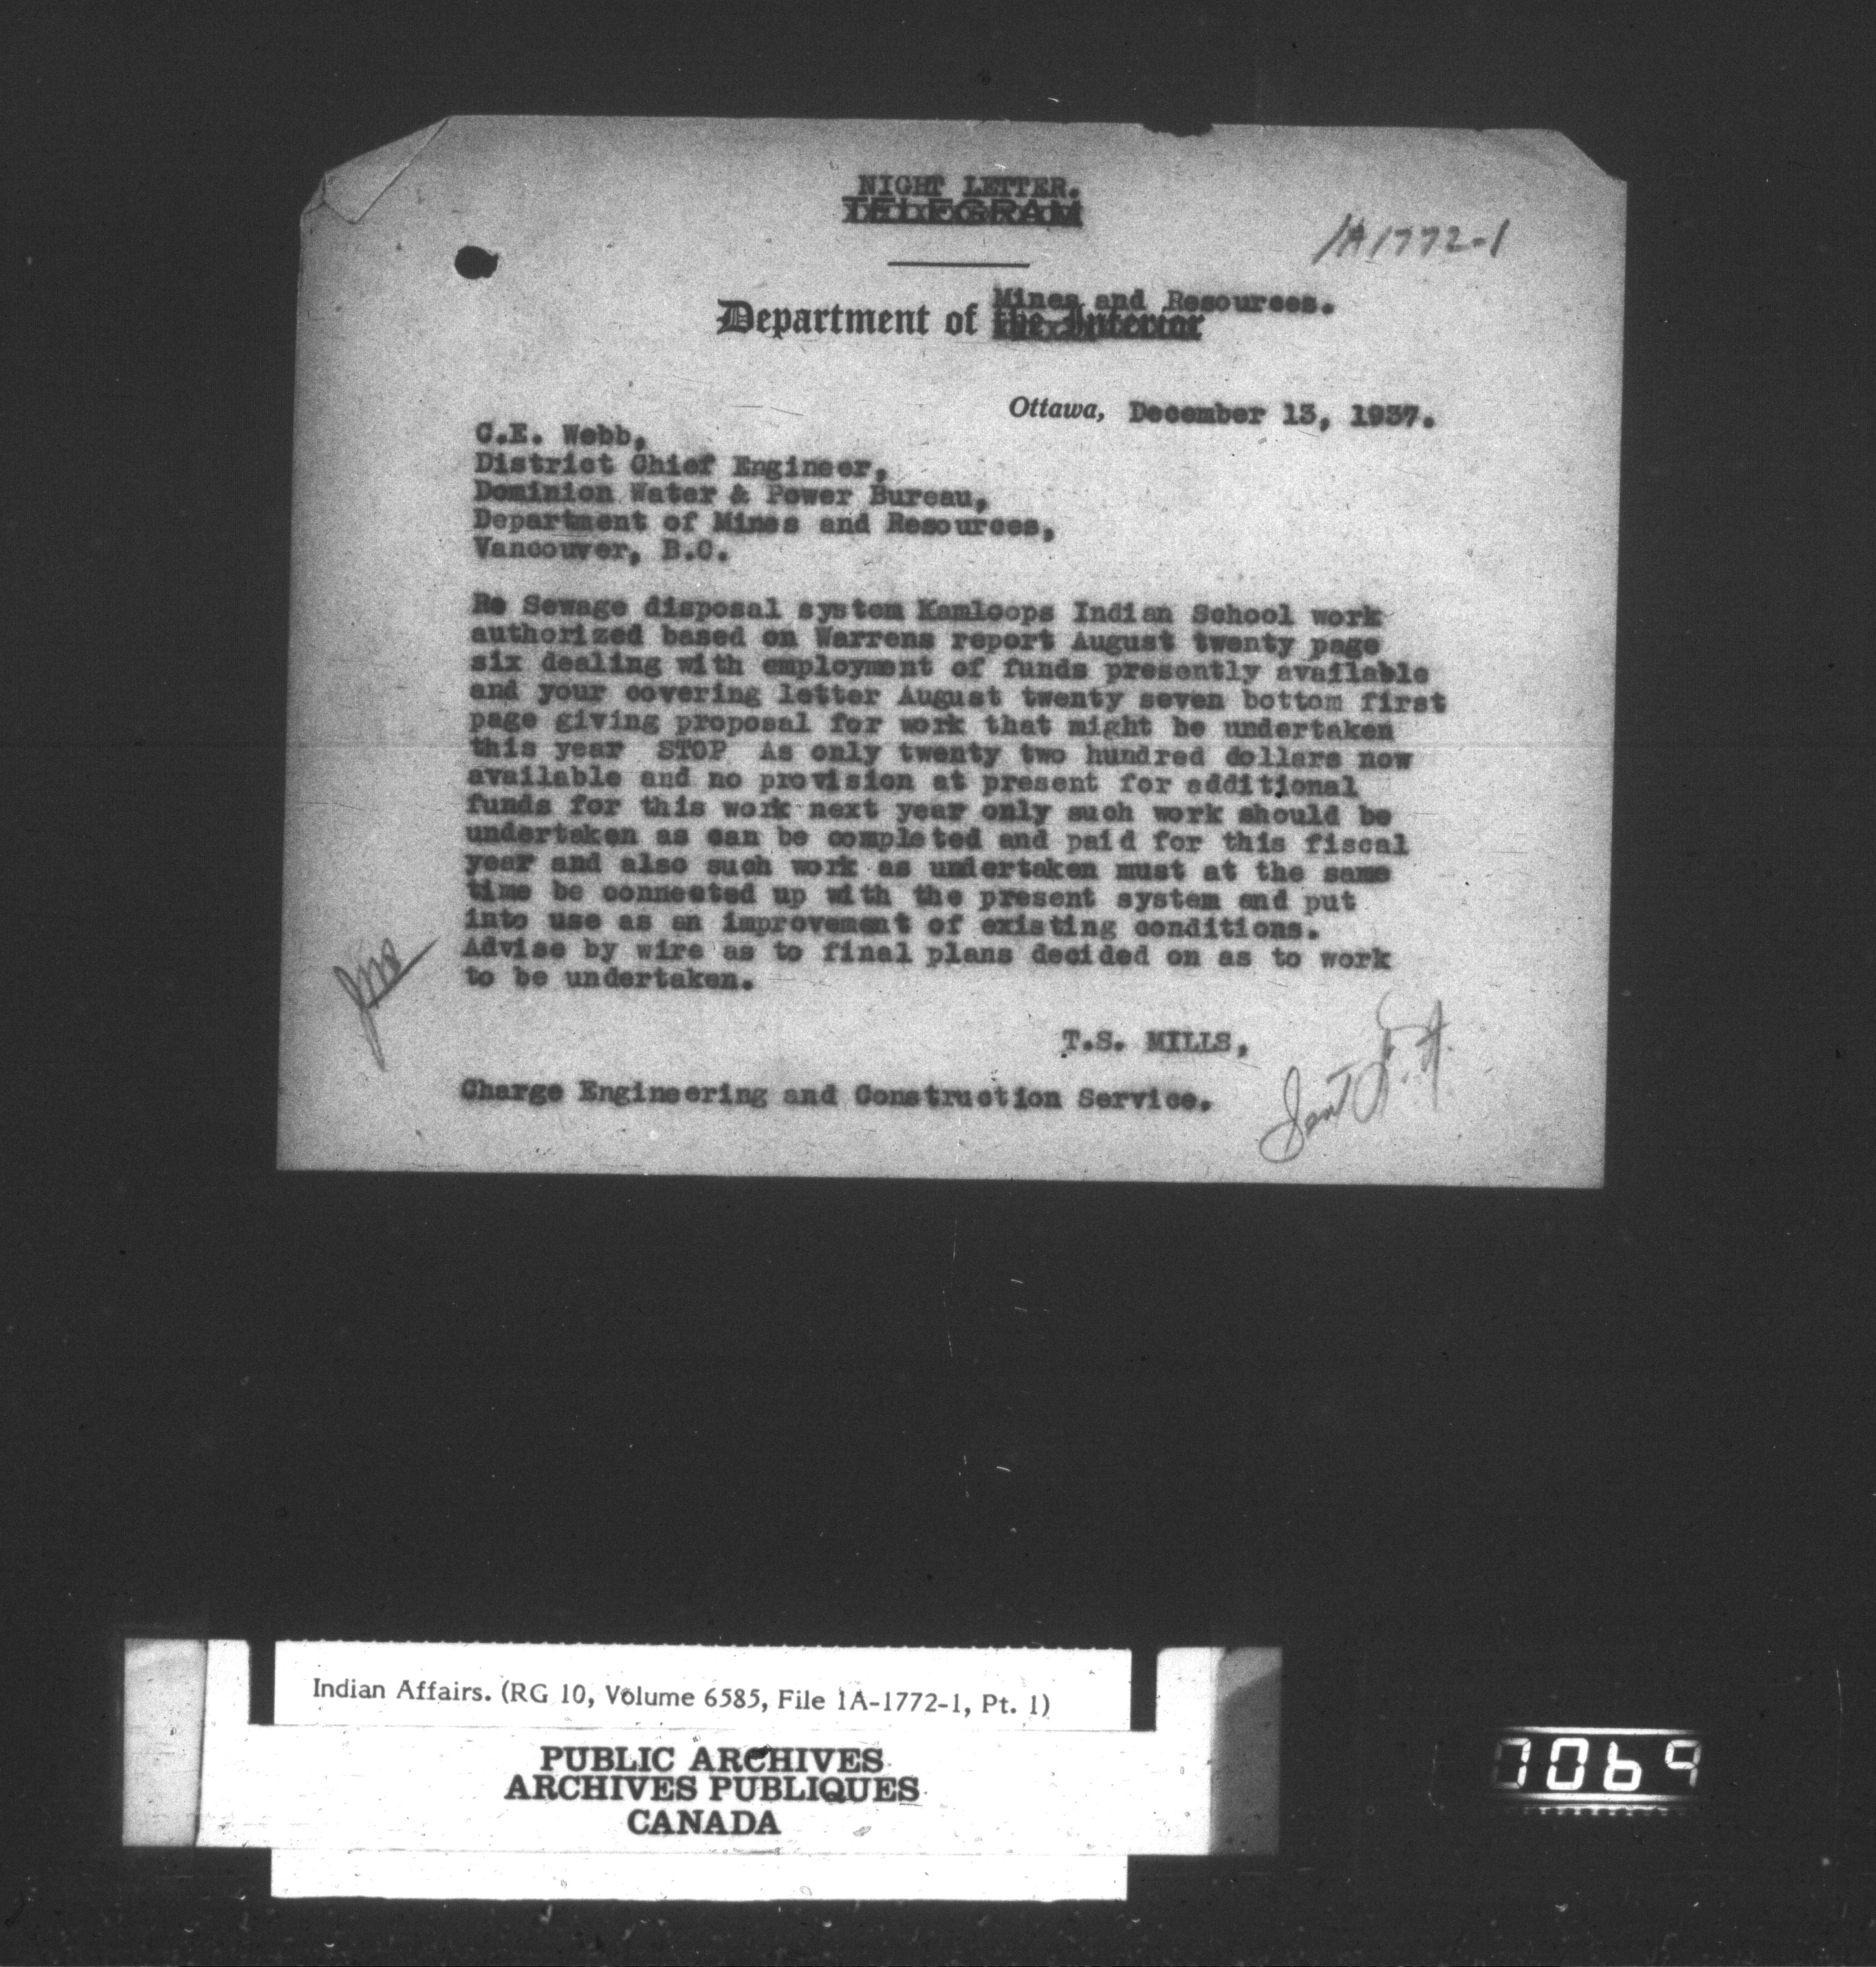 NIGHT LETTER.
TELEGRAM
1A1772-1
Mines and Resources.
Department of the Interior
Ottawa, December 13, 1937.
C.E. Webb,
District Chief Engineer,
Dominion Water & Power Bureau,
Department of Mines and Resources,
Vancouver, B.C.
Re Sewage disposal system Kamloops Indian School work
authorized based on Warrens report August twenty page
six dealing with employment of funds presently available
and your covering letter August twenty seven bottom first
page giving proposal for work that might be undertaken
this year STOP As only twenty two hundred dollars now
available and no provision at present for additional
funds for this work next year only such work should be
undertaken as can be completed and paid for this fiscal
year and also such work as undertaken must at the same
time be connected up with the present system and put
into use as an improvement of existing conditions.
Advise by wire as to final plans decided on as to work
to be undertaken.
T.S. MILLS,
Charge Engineering and Construction Service.
Sent
Indian Affairs. (RG 10, Volume 6585, File 1A-1772-1, Pt. 1)
PUBLIC ARCHIVES
ARCHIVES PUBLIQUES
CANADA
0069